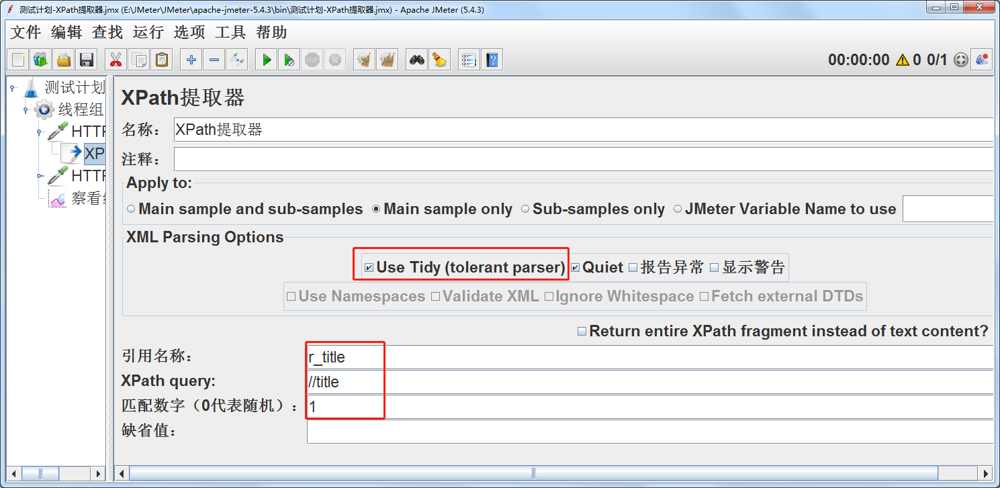 测试计划-XPath提取器.jmx (E:\JMeter\JMeter\apache-jmeter-5.4.3\bin\测试计划-XPath提取器.jmx) - Apache JMeter (5.4.3)
文件 编辑 查找 运行 选项 工具 帮助
STOP 00:00:00 0 0/1
测试计划
线程组
HTTP
XP
HTTP
察看
XPath提取器
名称： XPath提取器
注释：
Apply to:
Main sample and sub-samples Main sample only Sub-samples only JMeter Variable Name to use
XML Parsing Options
Use Tidy (tolerant parser) Quiet 报告异常 显示警告
Use Namespaces Validate XML Ignore Whitespace Fetch external DTDs
Return entire XPath fragment instead of text content?
引用名称： r_title
XPath query: //title
匹配数字（0代表随机）： 1
缺省值：